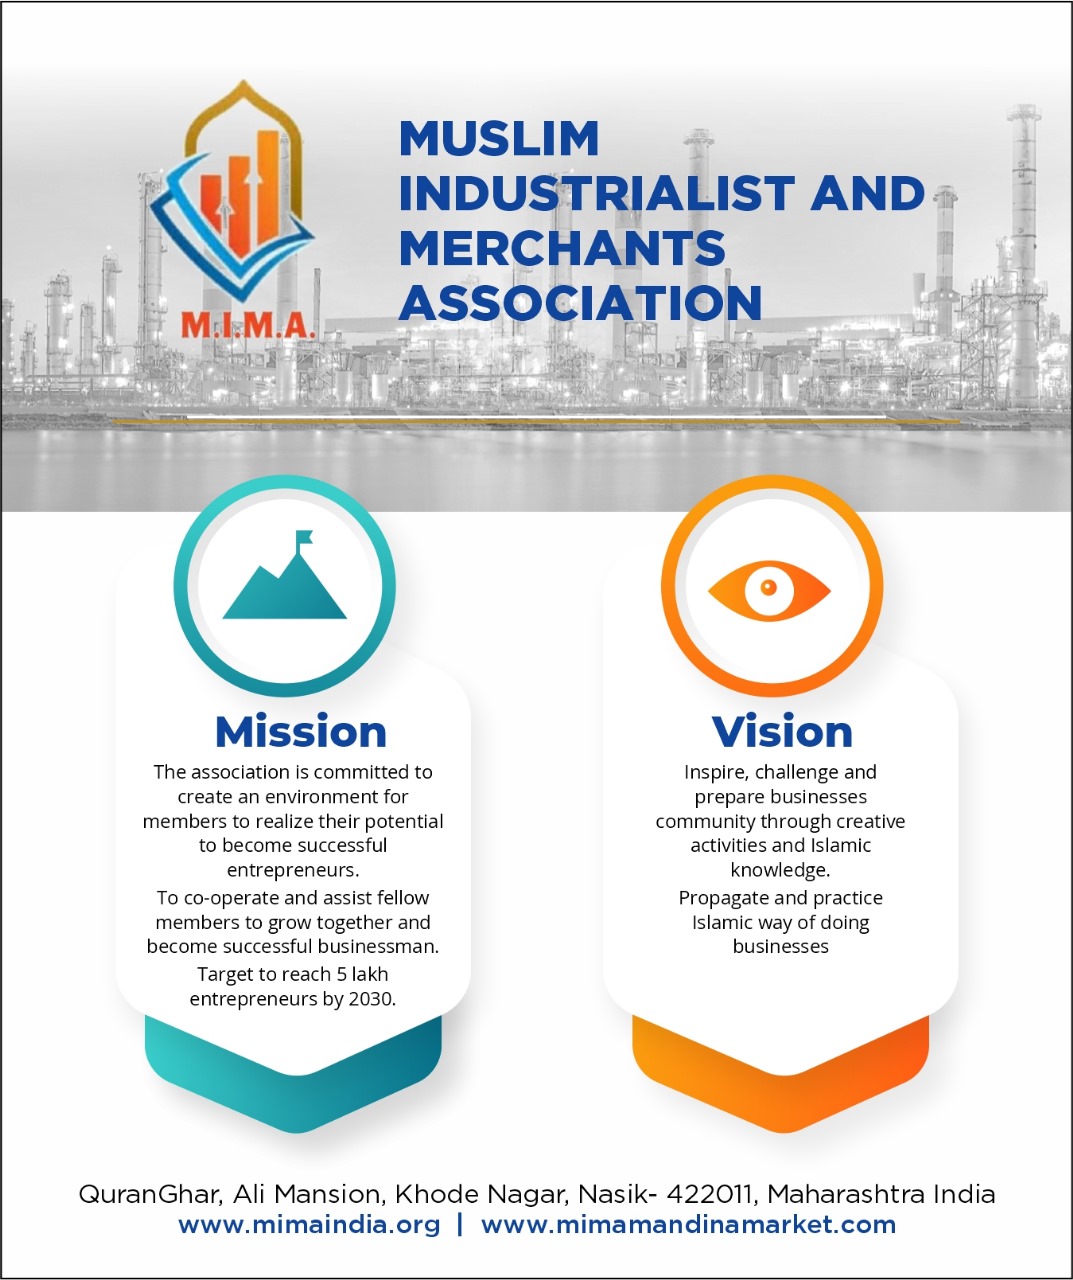 MUSLIM
INDUSTRIALIST AND
MERCHANTS
ASSOCIATION
M.I.M.A.
Mission
The association is committed to
create an environment for
members to realize their potential
to become successful
entrepreneurs.
To co-operate and assist fellow
members to grow together and
become successful businessman.
Target to reach 5 lakh
entrepreneurs by 2030.
Vision
Inspire, challenge and
prepare businesses
community through creative
activities and Islamic
knowledge.
Propagate and practice
Islamic way of doing
businesses
QuranGhar, Ali Mansion, Khode Nagar, Nasik- 422011, Maharashtra India
www.mimaindia.org | www.mimamandinamarket.com